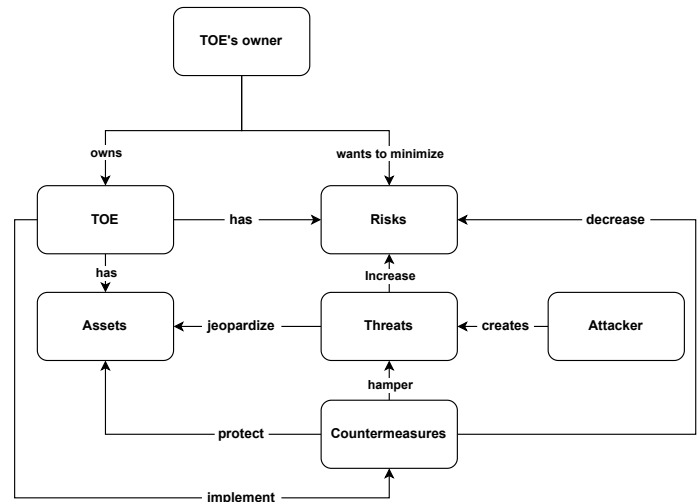 TOE's owner
owns
wants to minimize
TOE
has
Risks
decrease
has
Increase
Assets
jeopardize
Threats
creates
Attacker
hamper
protect
Countermeasures
implement